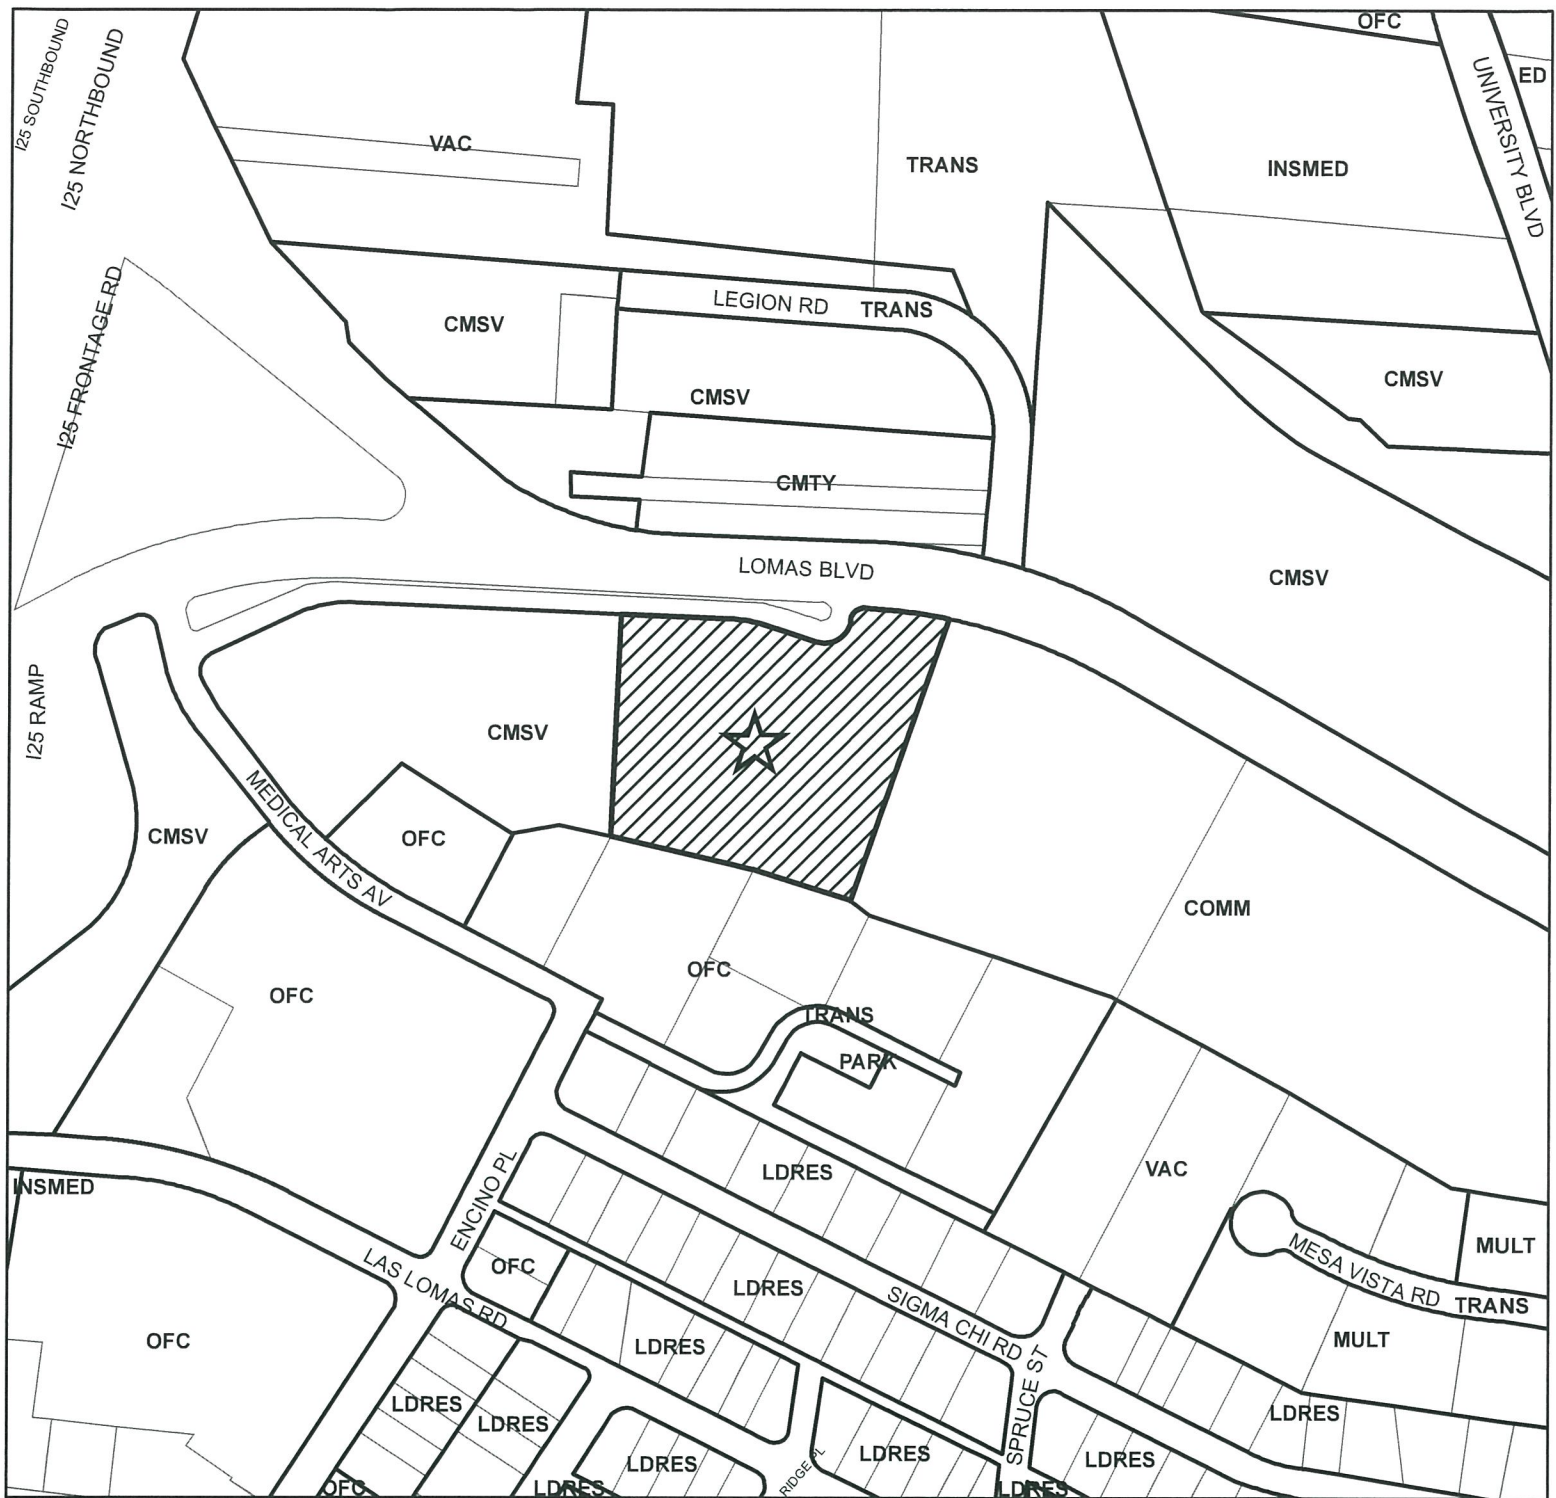 OFC
I25 SOUTHBOUND
I25 NORTHBOUND
UNIVERSITY BLVD
ED
VAC
TRANS
INSMED
I25 FRONTAGE RD
LEGION RD
TRANS
CMSV
CMSV
CMSV
CMTY
LOMAS BLVD
CMSV
I25 RAMP
CMSV
MEDICAL ARTS AV
CMSV
OFC
COMM
OFC
OFC
TRANS
PARK
LDRES
VAC
INSMED
ENCINO PL
MULT
MESA VISTA RD
TRANS
OFC
LAS LOMAS RD
LDRES
SIGMA CHI RD
OFC
LDRES
MULT
SPRUCE ST
LDRES
LDRES
LDRES
LDRES
LDRES
LDRES
RIDGE PL
OFC
LDRES
LDRES